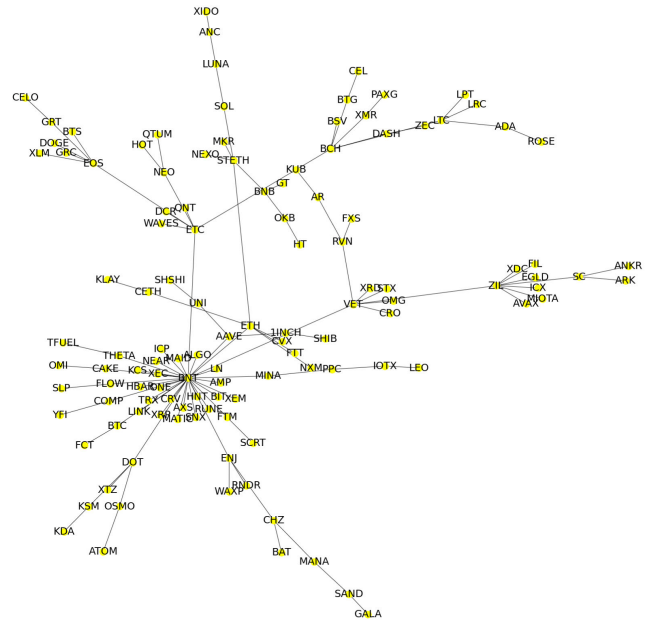 XIDO
ANC
LUNA
CEL
CELO
BTG
PAXG
LPT
SOL
LRC
GRT
BSV
XMR
LTC
BTS
ZEC
ADA
DOGE
QTUM
MKR
DASH
HOT
ROSE
XLM
GRC
NEXO
BCH
EOS
STETH
NEO
KUB
GT
BNB
AR
DCR
QNT
OKB
FXS
WAVES
ETC
HT
RVN
FIL
XDC
ANKR
KLAY
SHSHI
EGLD
SC
CETH
ZIL
ICX
ARK
XRD
STX
MIOTA
UNI
VET
OMG
AVAX
CRO
ETH
AAVE
1INCH
SHIB
TFUEL
CVX
ICP
FTT
THETA
ALGO
NEAR
MAID
OMI
CAKE
KCS
XEC
LN
NXM
PPC
IOTX
LEO
BNT
MINA
SLP
FLOW
HBAR
ONE
AMP
COMP
TRX
CRV
HNT
BIT
XEM
YFI
LINK
XRP
AXS
RUNE
MATIC
SNX
FTM
BTC
FCT
SCRT
DOT
ENJ
XTZ
WAXP
RNDR
KSM
OSMO
CHZ
KDA
ATOM
BAT
MANA
SAND
GALA